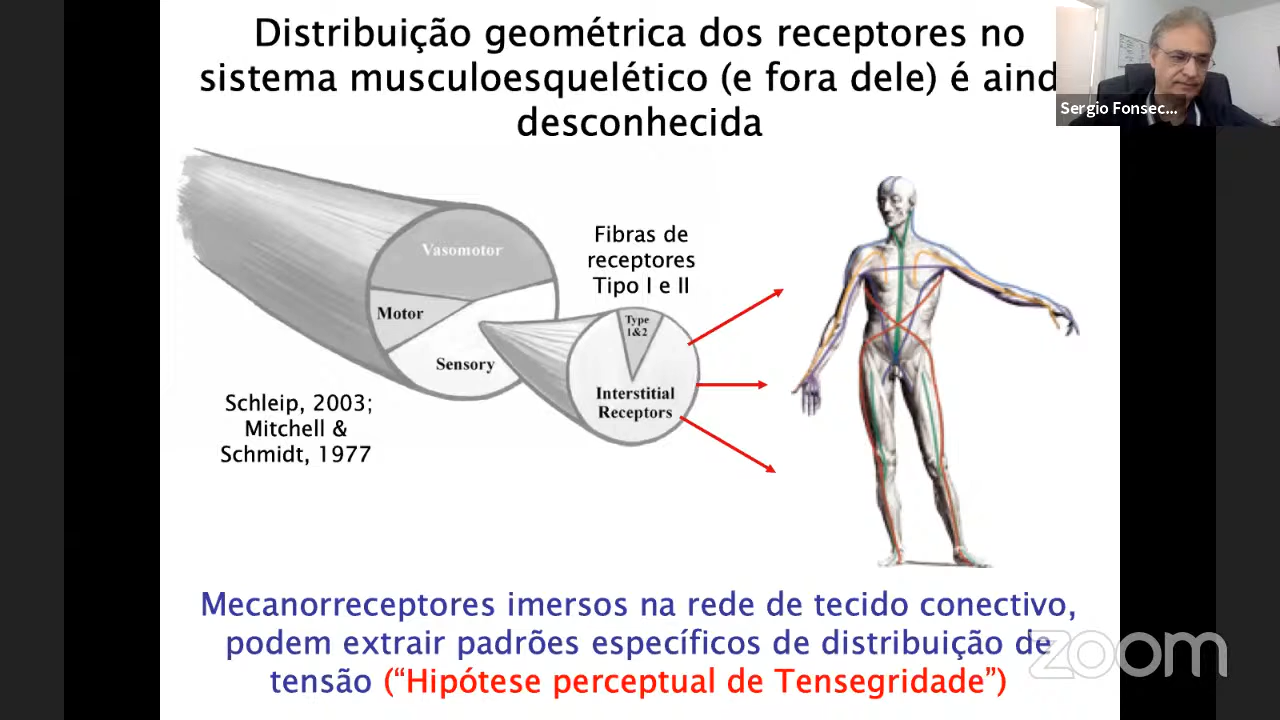 Distribuição geométrica dos receptores no
sistema musculoesquelético (e fora dele) é aind
desconhecida
Sergio Fonsec...
Vasomotor
Motor
Sensory
Fibras de
receptores
Tipo I e II
Type
1&2
Interstitial
Receptors
Schleip, 2003;
Mitchell &
Schmidt, 1977
Mecanorreceptores imersos na rede de tecido conectivo,
podem extrair padrões específicos de distribuição de
tensão (“Hipótese perceptual de Tensegridade”)
zoom